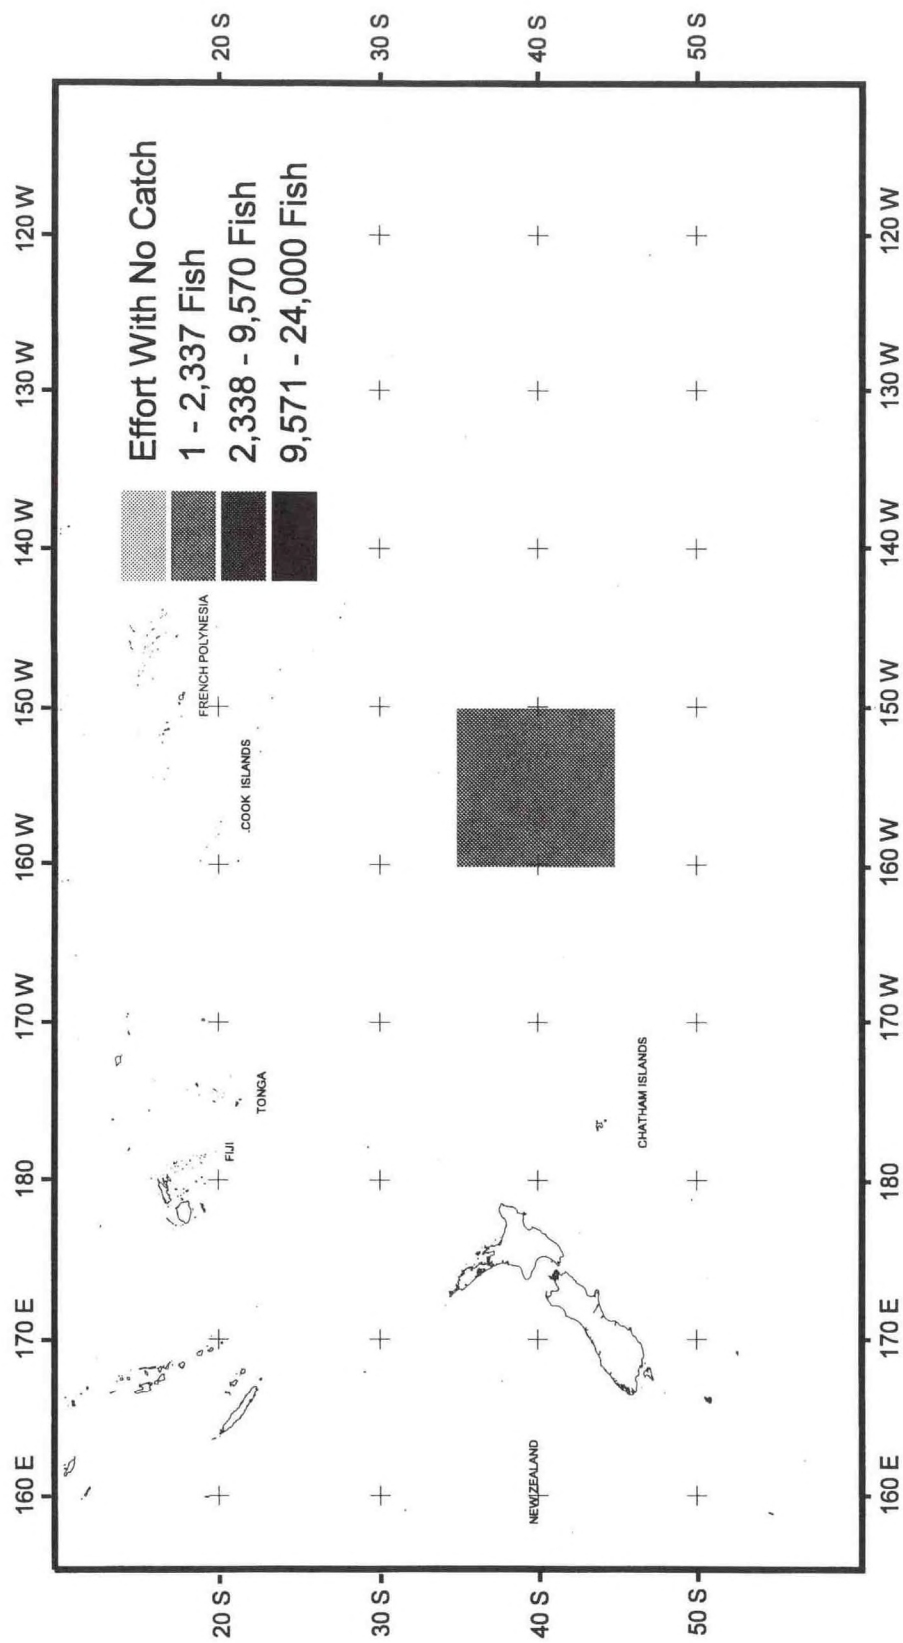 120 W
130 W
140 W
150 W
160 W
170 W
180
170 E
160 E
20 S
30 S
40 S
50 S
Effort With No Catch
1 - 2,337 Fish
2,338 - 9,570 Fish
9,571 - 24,000 Fish
FRENCH POLYNESIA
COOK ISLANDS
TONGA
FIJI
CHATHAM ISLANDS
NEW ZEALAND
20 S
30 S
40 S
50 S
120 W
130 W
140 W
150 W
160 W
170 W
180
170 E
160 E